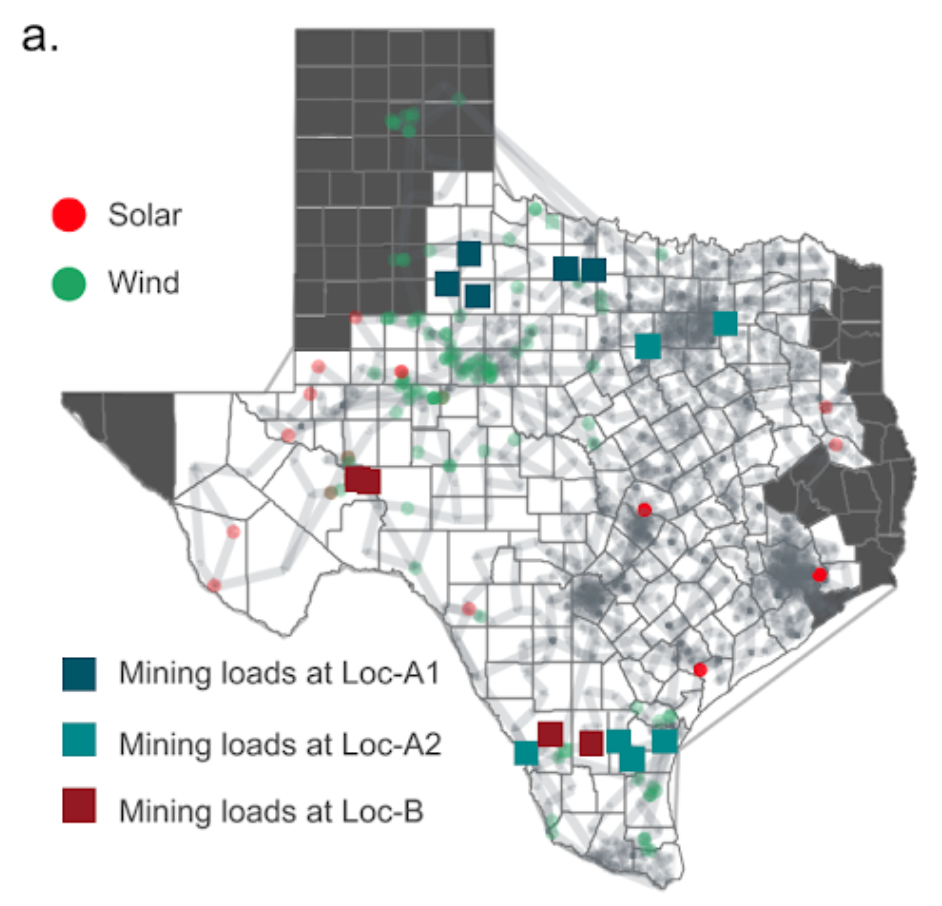 a.
Solar
Wind
Mining loads at Loc-A1
Mining loads at Loc-A2
Mining loads at Loc-B